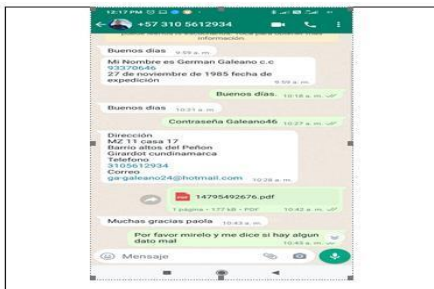 12:17 PM
+57 310 5612934
información.
Buenos dias 9:59 a. m.
Mi Nombre es German Galeano c.c
93370646
27 de noviembre de 1985 fecha de
expedición 9:59 a. m.
Buenos días. 10:18 a. m.
Buenos dias 10:21 a. m.
Contraseña Galeano46 10:27 a. m.
Dirección
MZ 11 casa 17
Barrio altos del Peñon
Girardot cundinamarca
Telefono
3105612934
Correo
ga-galeano24@hotmail.com 10:28 a. m.
PDF 14795492676.pdf
1 página • 177 kB • PDF 10:42 a. m.
Muchas gracias paola 10:43 a. m.
Por favor mirelo y me dice si hay algun
dato mal 10:43 a. m.
Mensaje